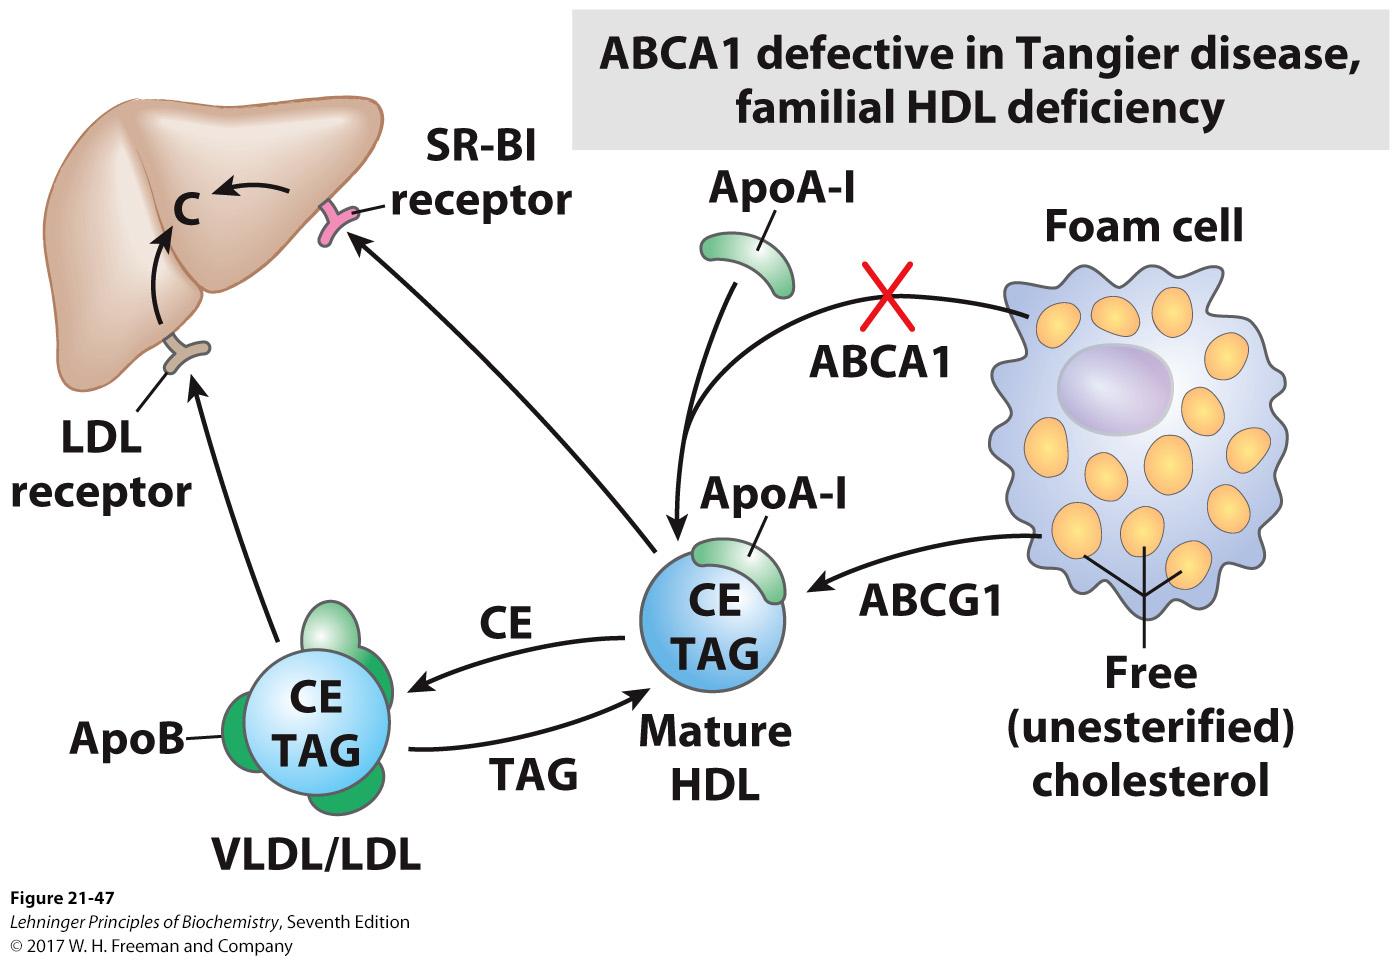 ABCA1 defective in Tangier disease,
familial HDL deficiency
SR-BI
receptor
C
ApoA-I
Foam cell
ABCA1
LDL
receptor
ApoA-I
CE
TAG
ABCG1
CE
Free
(unesterified)
cholesterol
CE
TAG
ApoB
TAG
Mature
HDL
VLDL/LDL
Figure 21-47
Lehninger Principles of Biochemistry, Seventh Edition
© 2017 W. H. Freeman and Company